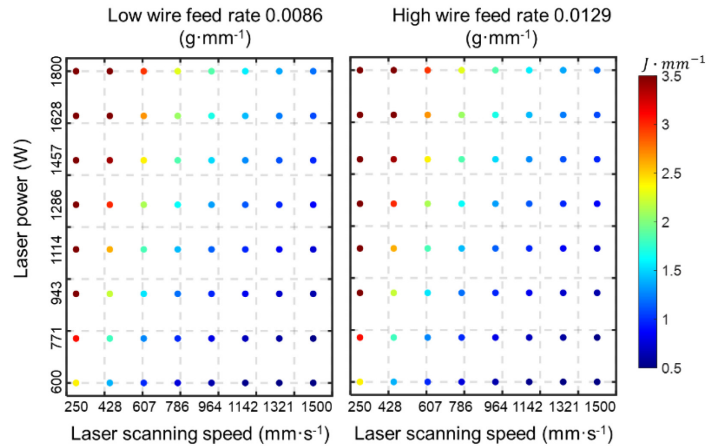 Low wire feed rate 0.0086
(g·mm⁻¹)
High wire feed rate 0.0129
(g·mm⁻¹)
J · mm⁻¹
3.5
3
2.5
2
1.5
1
0.5
Laser power (W)
1800
1628
1457
1286
1114
943
771
600
250 428 607 786 964 1142 1321 1500
250 428 607 786 964 1142 1321 1500
Laser scanning speed (mm·s⁻¹)
Laser scanning speed (mm·s⁻¹)